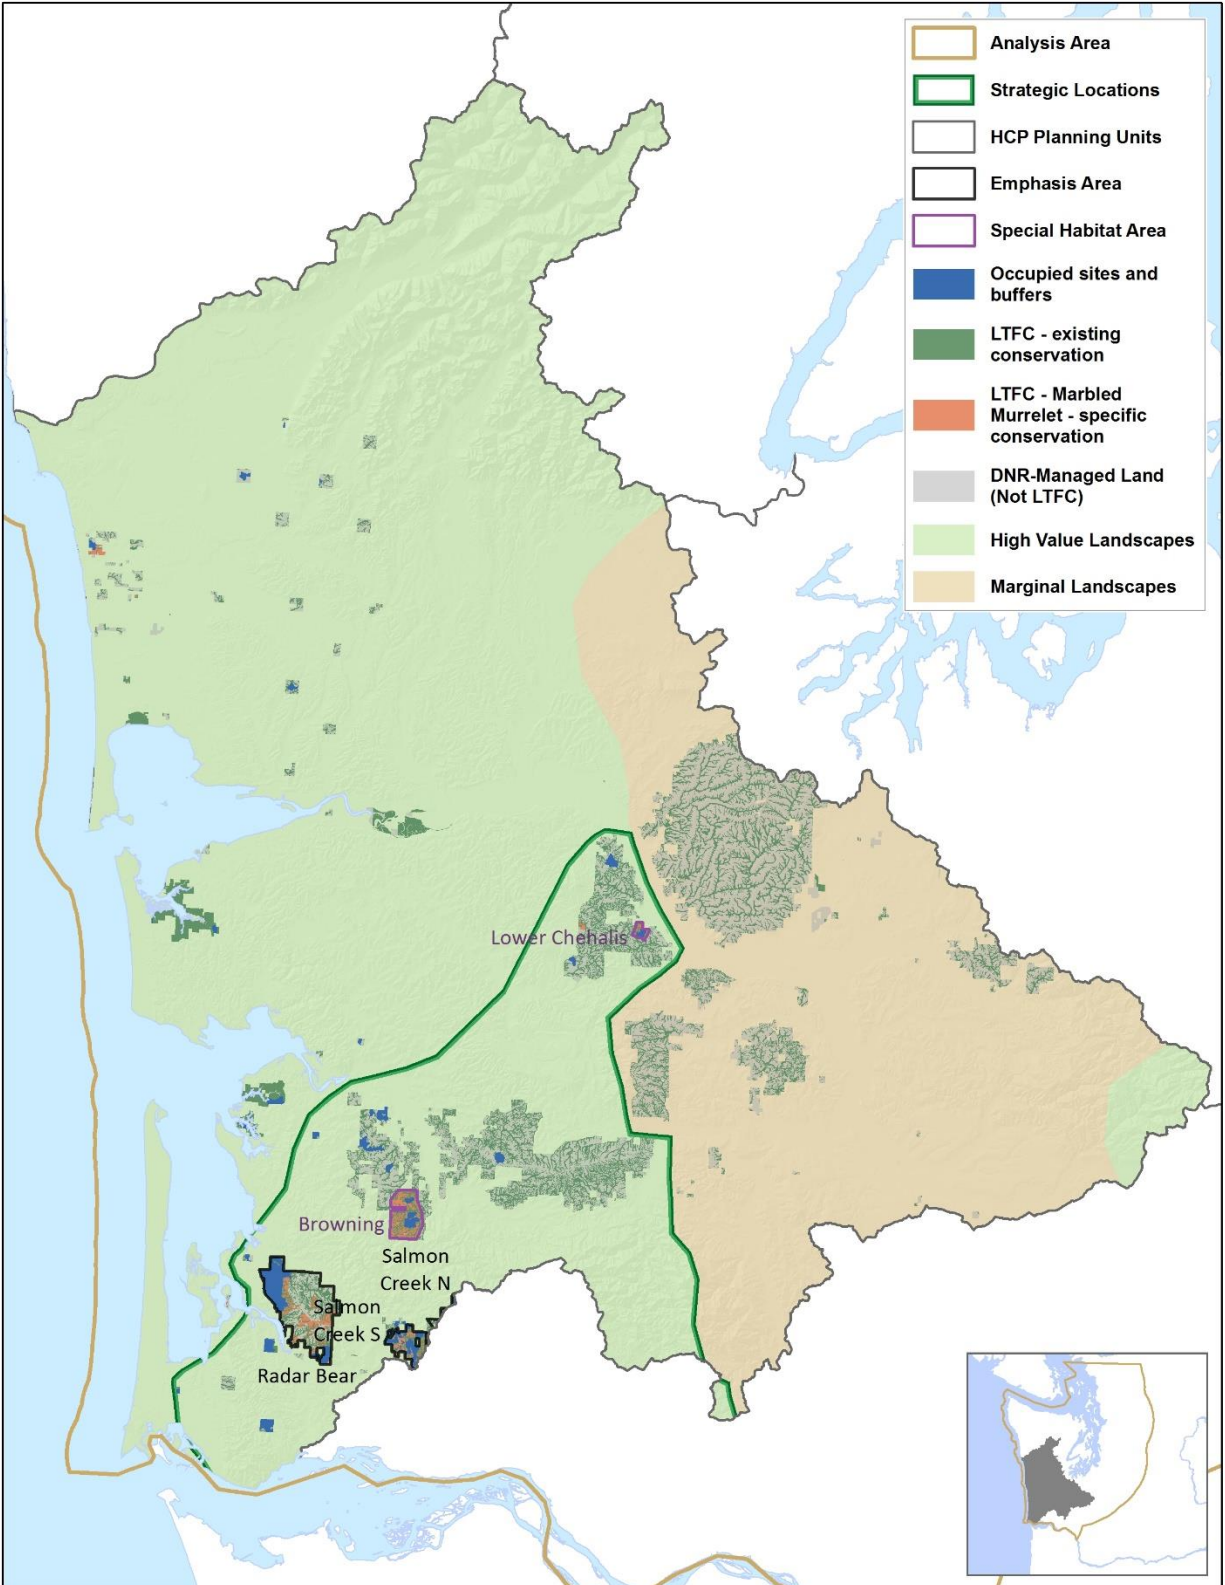 Analysis Area
Strategic Locations
HCP Planning Units
Emphasis Area
Special Habitat Area
Occupied sites and
buffers
LTFC - existing
conservation
LTFC - Marbled
Murrelet - specific
conservation
DNR-Managed Land
(Not LTFC)
High Value Landscapes
Marginal Landscapes
Lower Chehalis
Browning
Salmon
Creek N
Salmon
Creek S
Radar Bear